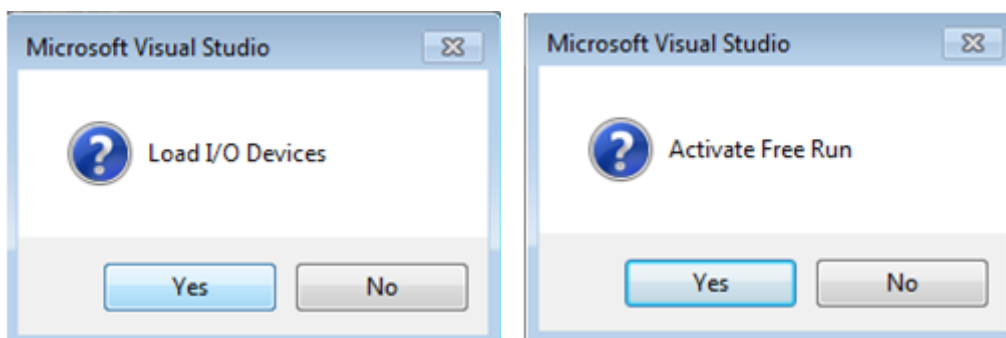 Microsoft Visual Studio
Load I/O Devices
Yes No
Microsoft Visual Studio
Activate Free Run
Yes No